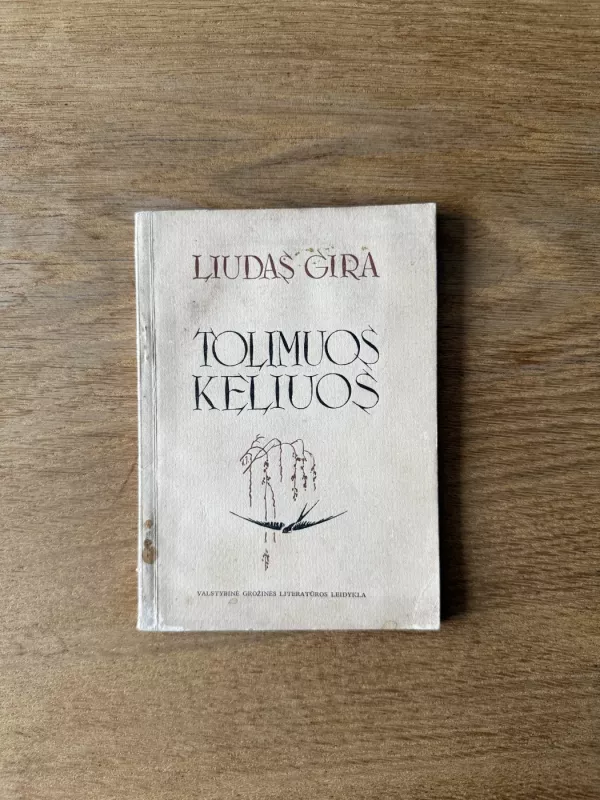 LIUDAS GIRA
TOLIMUOS
KELIUOS
VALSTYBINĖ GROŽINĖS LITERATŪROS LEIDYKLA